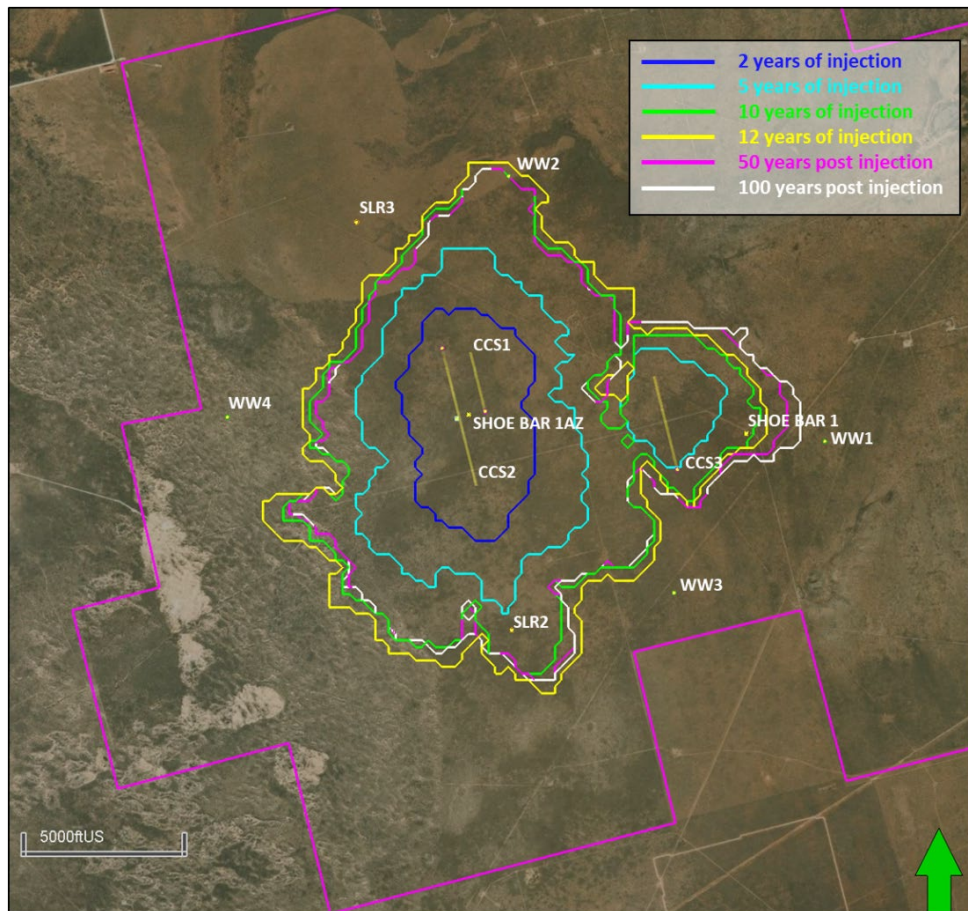 2 years of injection
5 years of injection
10 years of injection
12 years of injection
50 years post injection
100 years post injection
WW2
SLR3
CCS1
WW4
SHOE BAR 1AZ
SHOE BAR 1
WW1
CCS2
CCS3
WW3
SLR2
5000ftUS